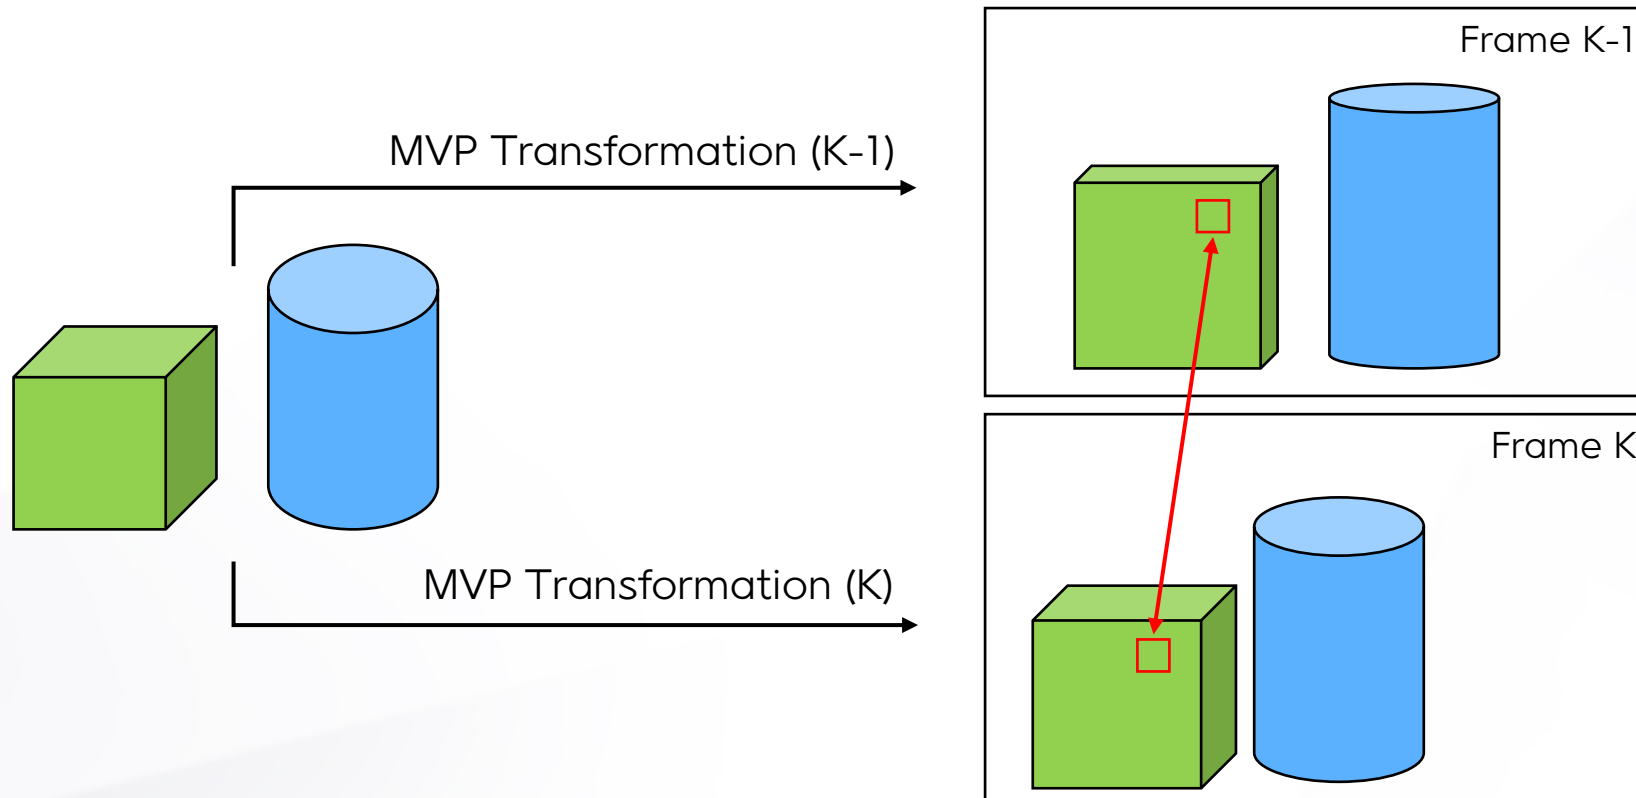 Frame K-1
MVP Transformation (K-1)
Frame K
MVP Transformation (K)